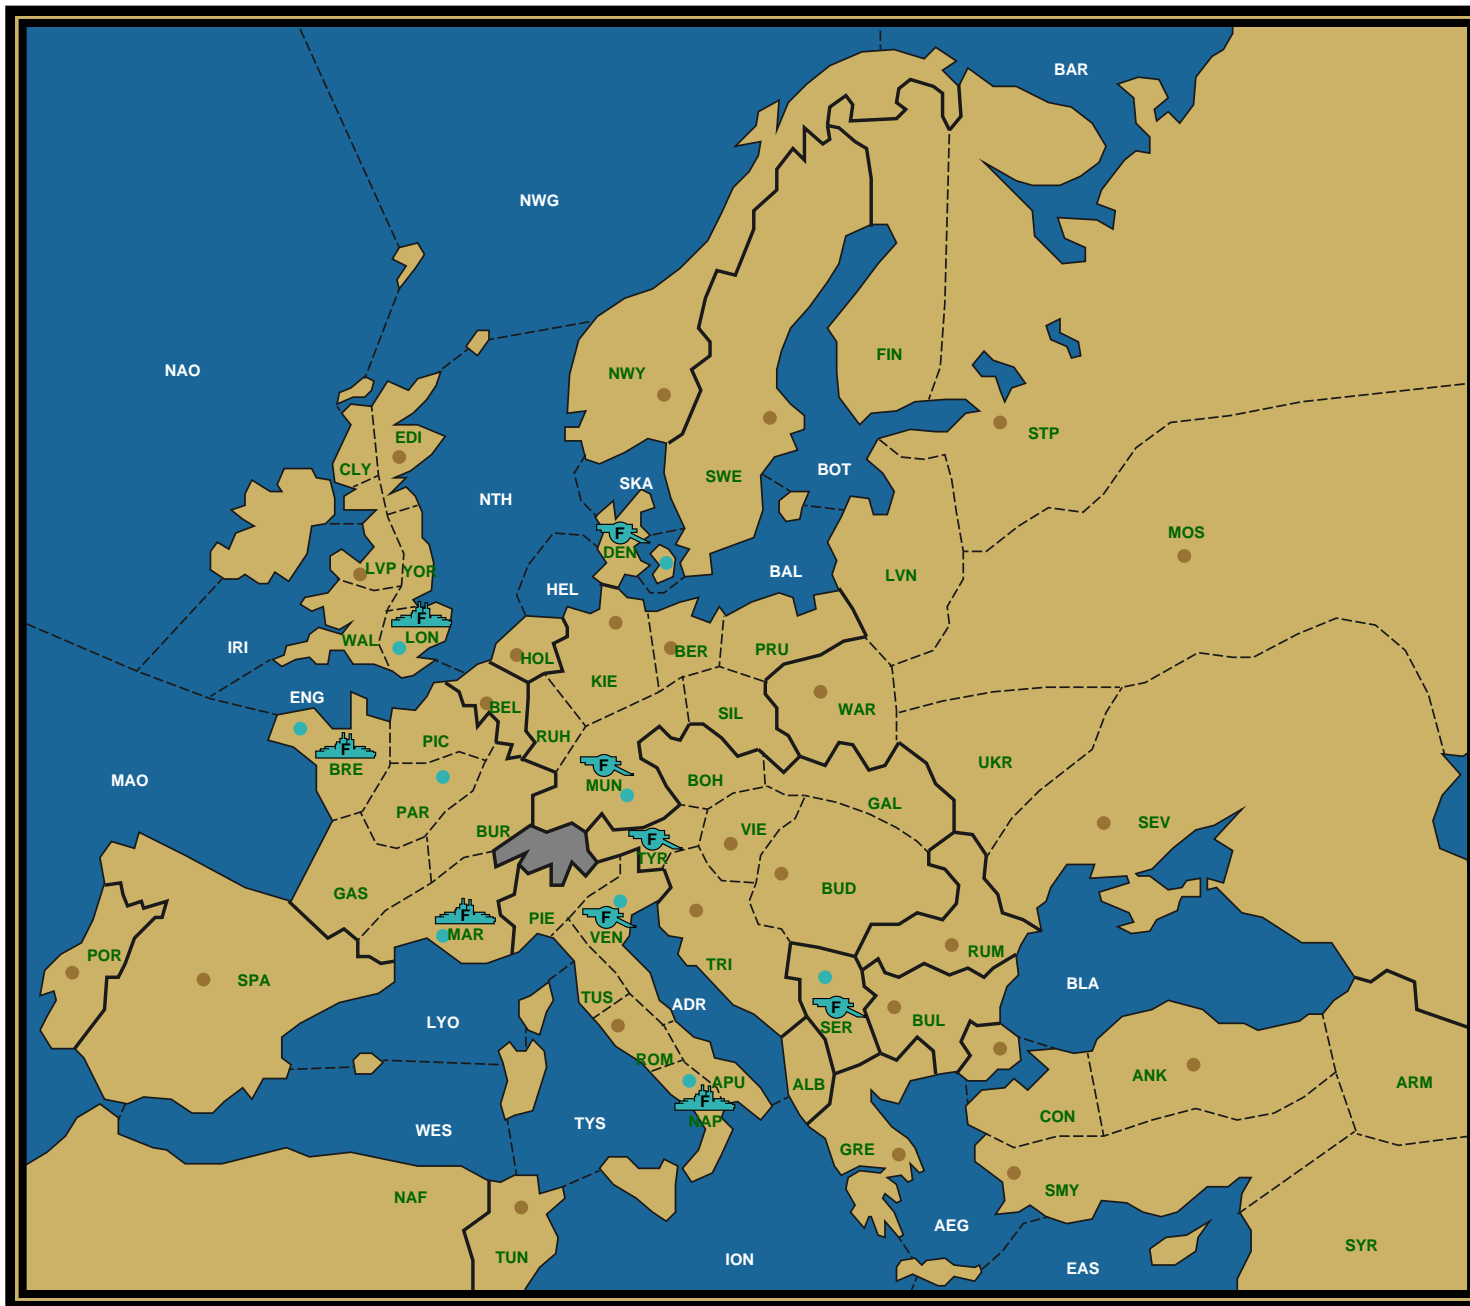 BAR
NWG
NAO
FIN
NWY
EDI
STP
CLY
SWE
BOT
SKA
NTH
F
MOS
DEN
LVP
YOR
BAL
LVN
HEL
F
IRI
WAL
LON
HOL
BER
PRU
KIE
ENG
BEL
WAR
SIL
PIC
RUH
F
BRE
F
MUN
BOH
UKR
MAO
GAL
PAR
SEV
BUR
VIE
F
TYR
BUD
GAS
F
MAR
PIE
F
VEN
POR
SPA
TRI
RUM
BLA
TUS
ADR
F
SER
BUL
LYO
ROM
APU
ALB
ANK
ARM
F
NAP
CON
WES
TYS
GRE
SMY
NAF
AEG
SYR
TUN
ION
EAS